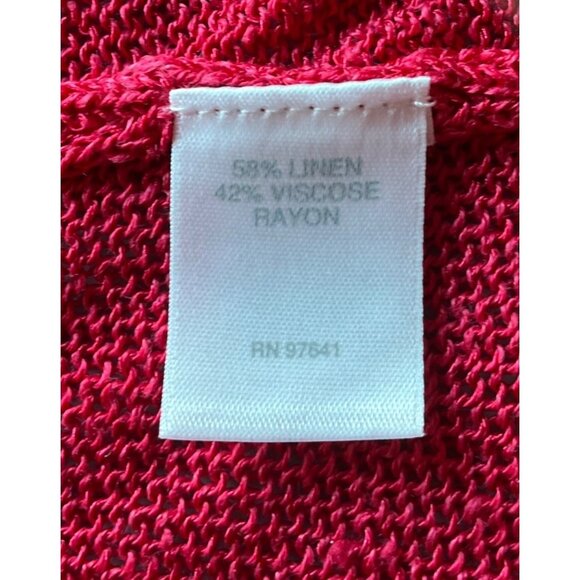 58% LINEN
42% VISCOSE
RAYON
RN 97641